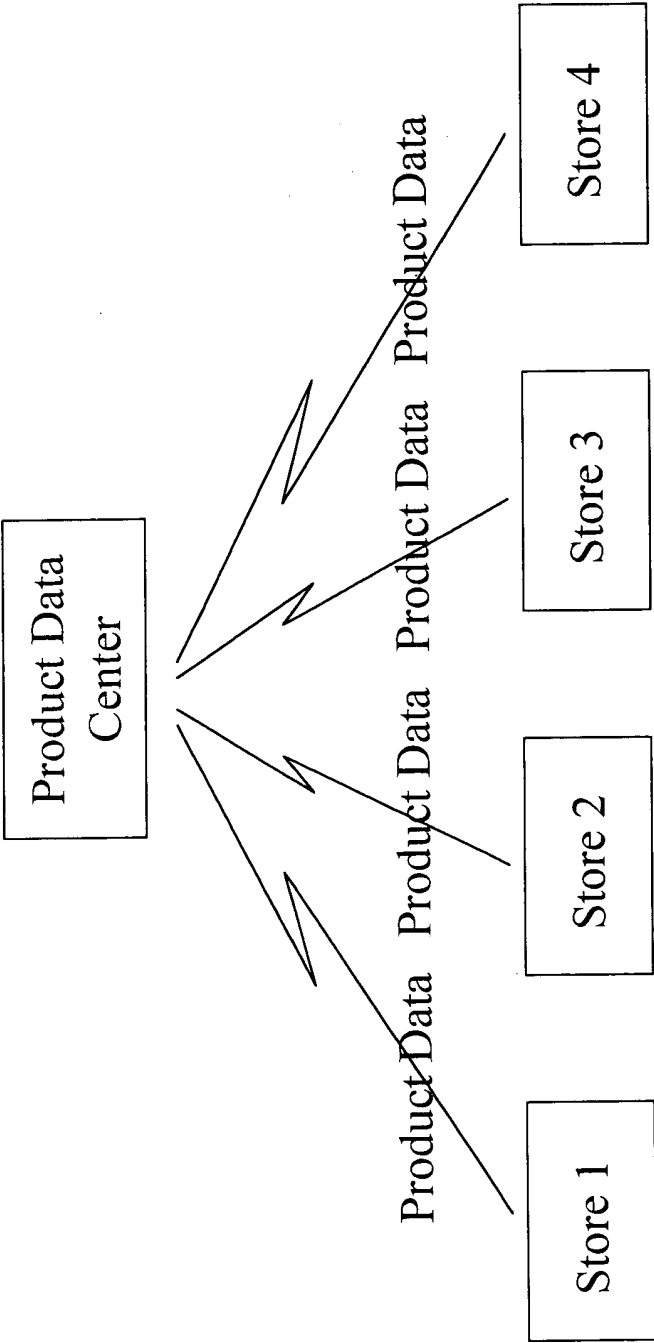 Product Data
Center
Product Data Product Data Product Data Product Data
Store 1
Store 2
Store 3
Store 4